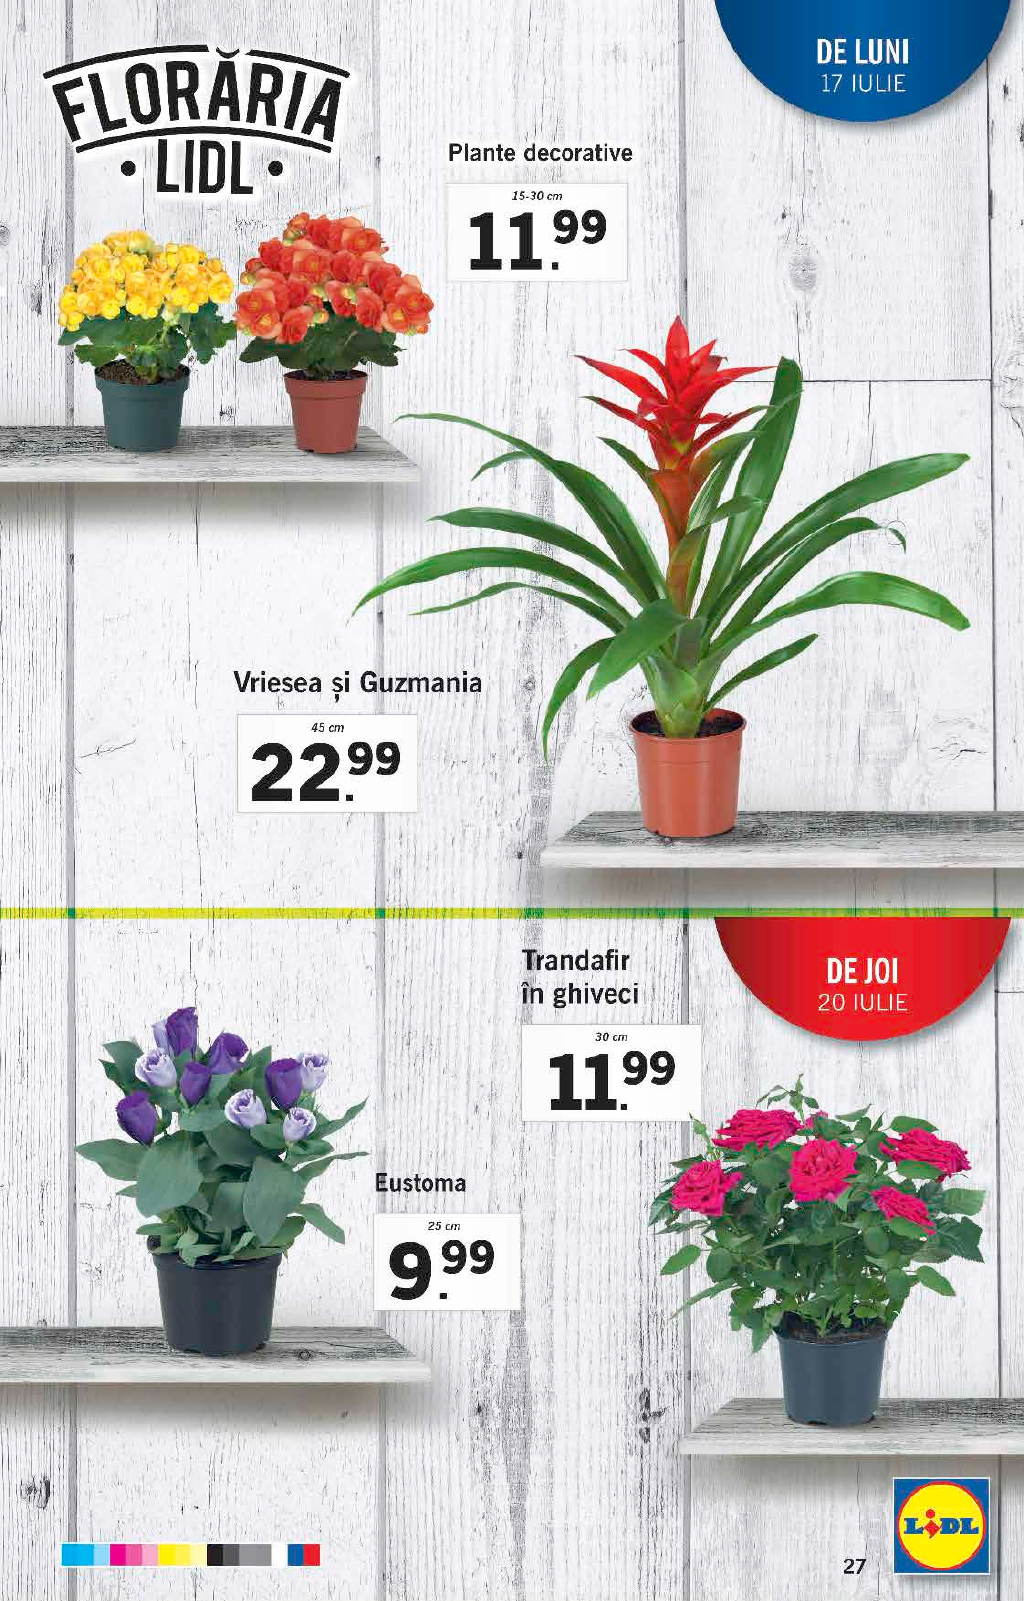 FLORĂRIA
• LIDL •
DE LUNI
17 IULIE
Plante decorative
15-30 cm
11.99
Vriesea și Guzmania
45 cm
22.99
DE JOI
20 IULIE
Trandafir
în ghiveci
30 cm
11.99
Eustoma
25 cm
9.99
LIDL
27